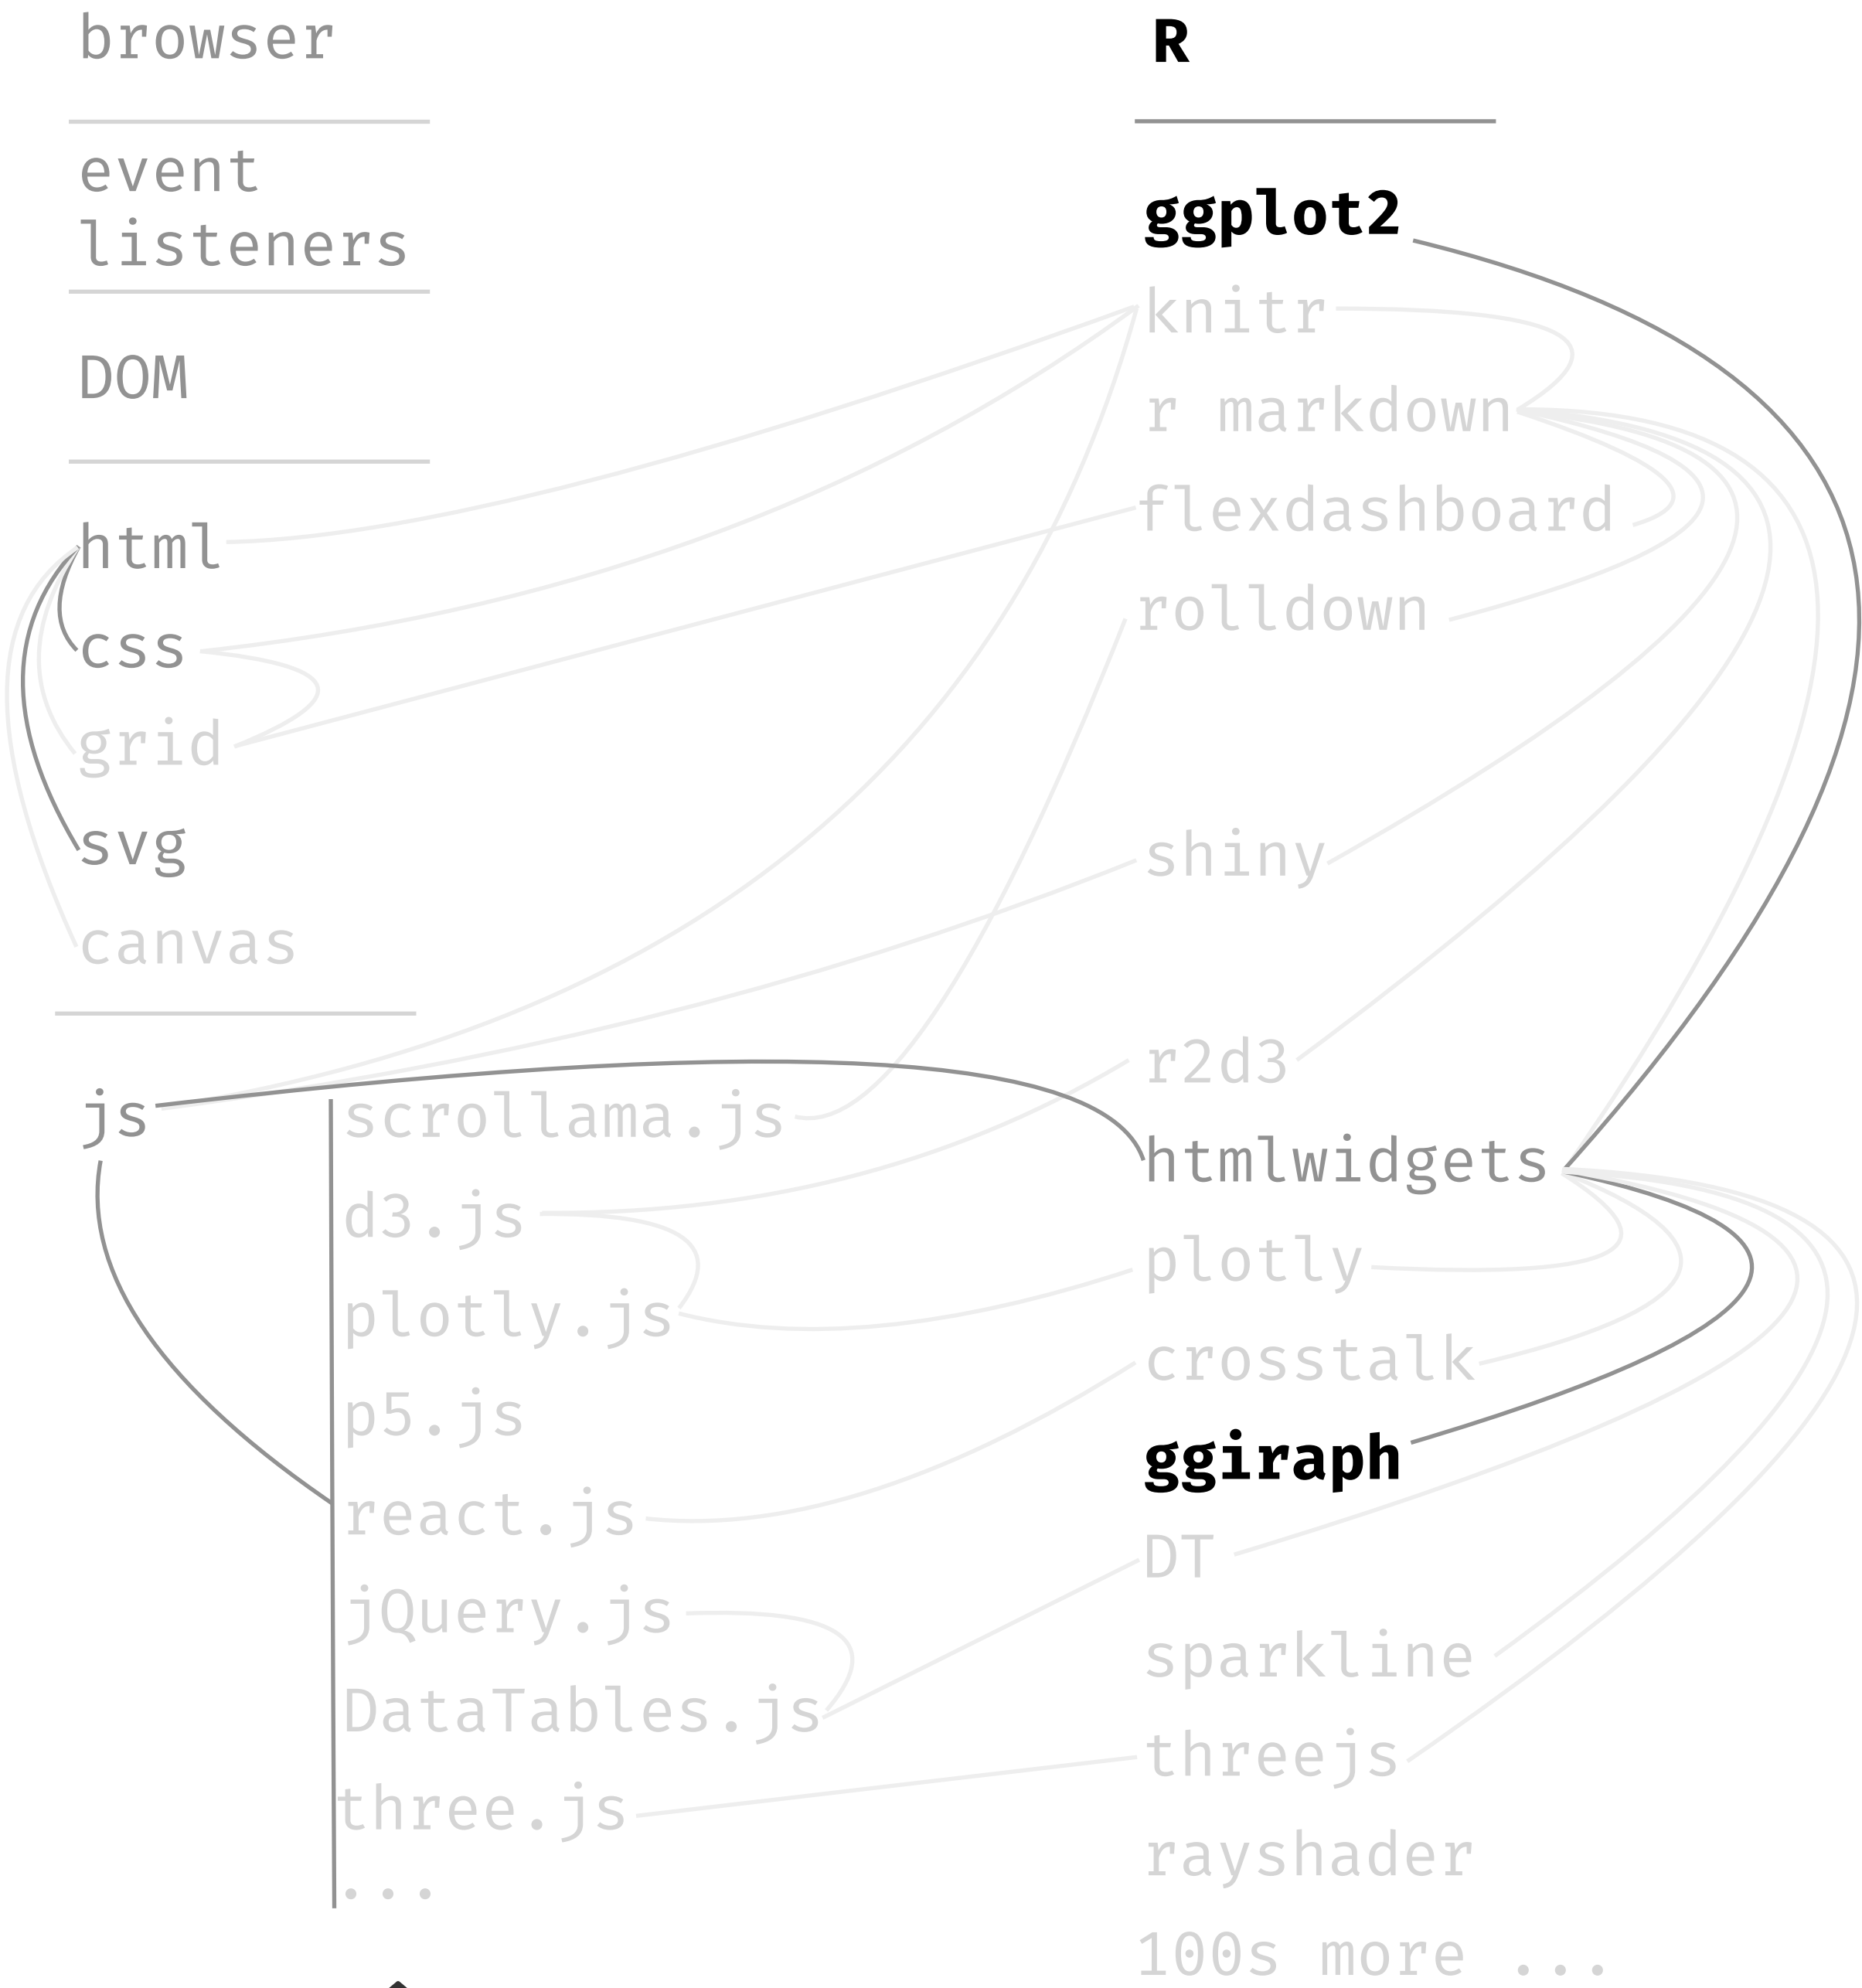 browser
event
listeners
DOM
html
css
grid
svg
canvas
js
scrollama.js
d3.js
plotly.js
p5.js
react.js
jQuery.js
DataTables.js
three.js
...
R
ggplot2
knitr
r markdown
flexdashboard
rolldown
shiny
r2d3
htmlwidgets
plotly
crosstalk
ggiraph
DT
sparkline
threejs
rayshader
100s more ...